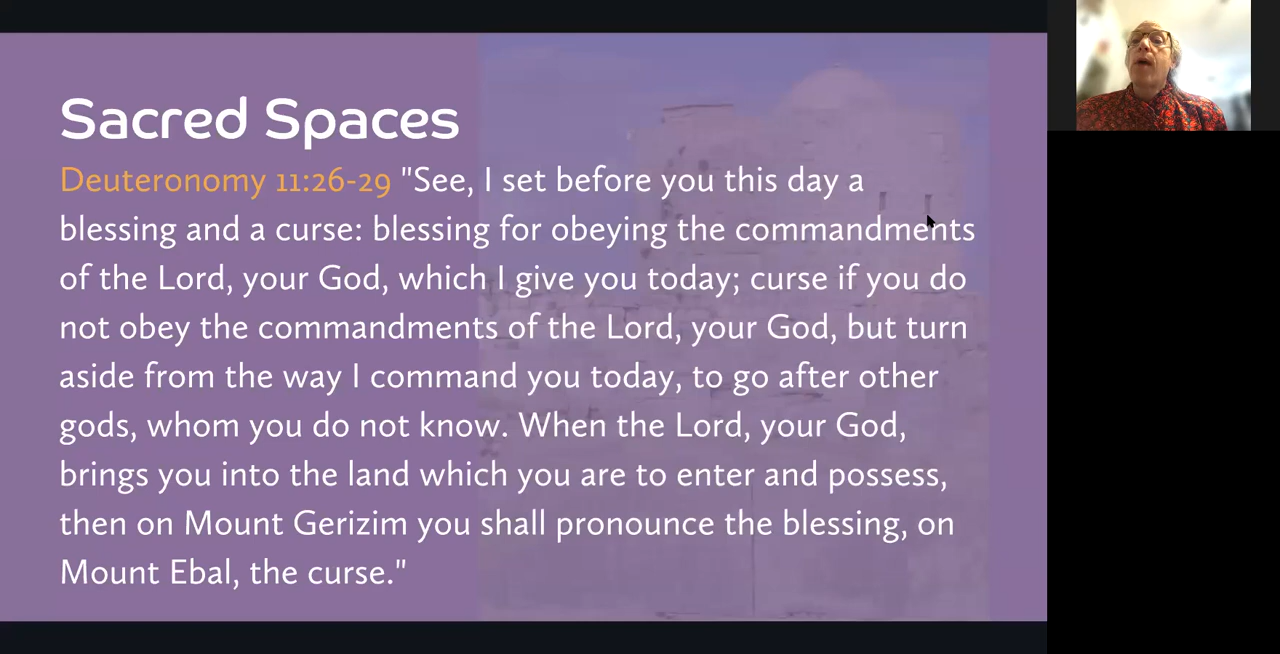 Sacred Spaces
Deuteronomy 11:26-29 "See, I set before you this day a
blessing and a curse: blessing for obeying the commandments
of the Lord, your God, which I give you today; curse if you do
not obey the commandments of the Lord, your God, but turn
aside from the way I command you today, to go after other
gods, whom you do not know. When the Lord, your God,
brings you into the land which you are to enter and possess,
then on Mount Gerizim you shall pronounce the blessing, on
Mount Ebal, the curse."